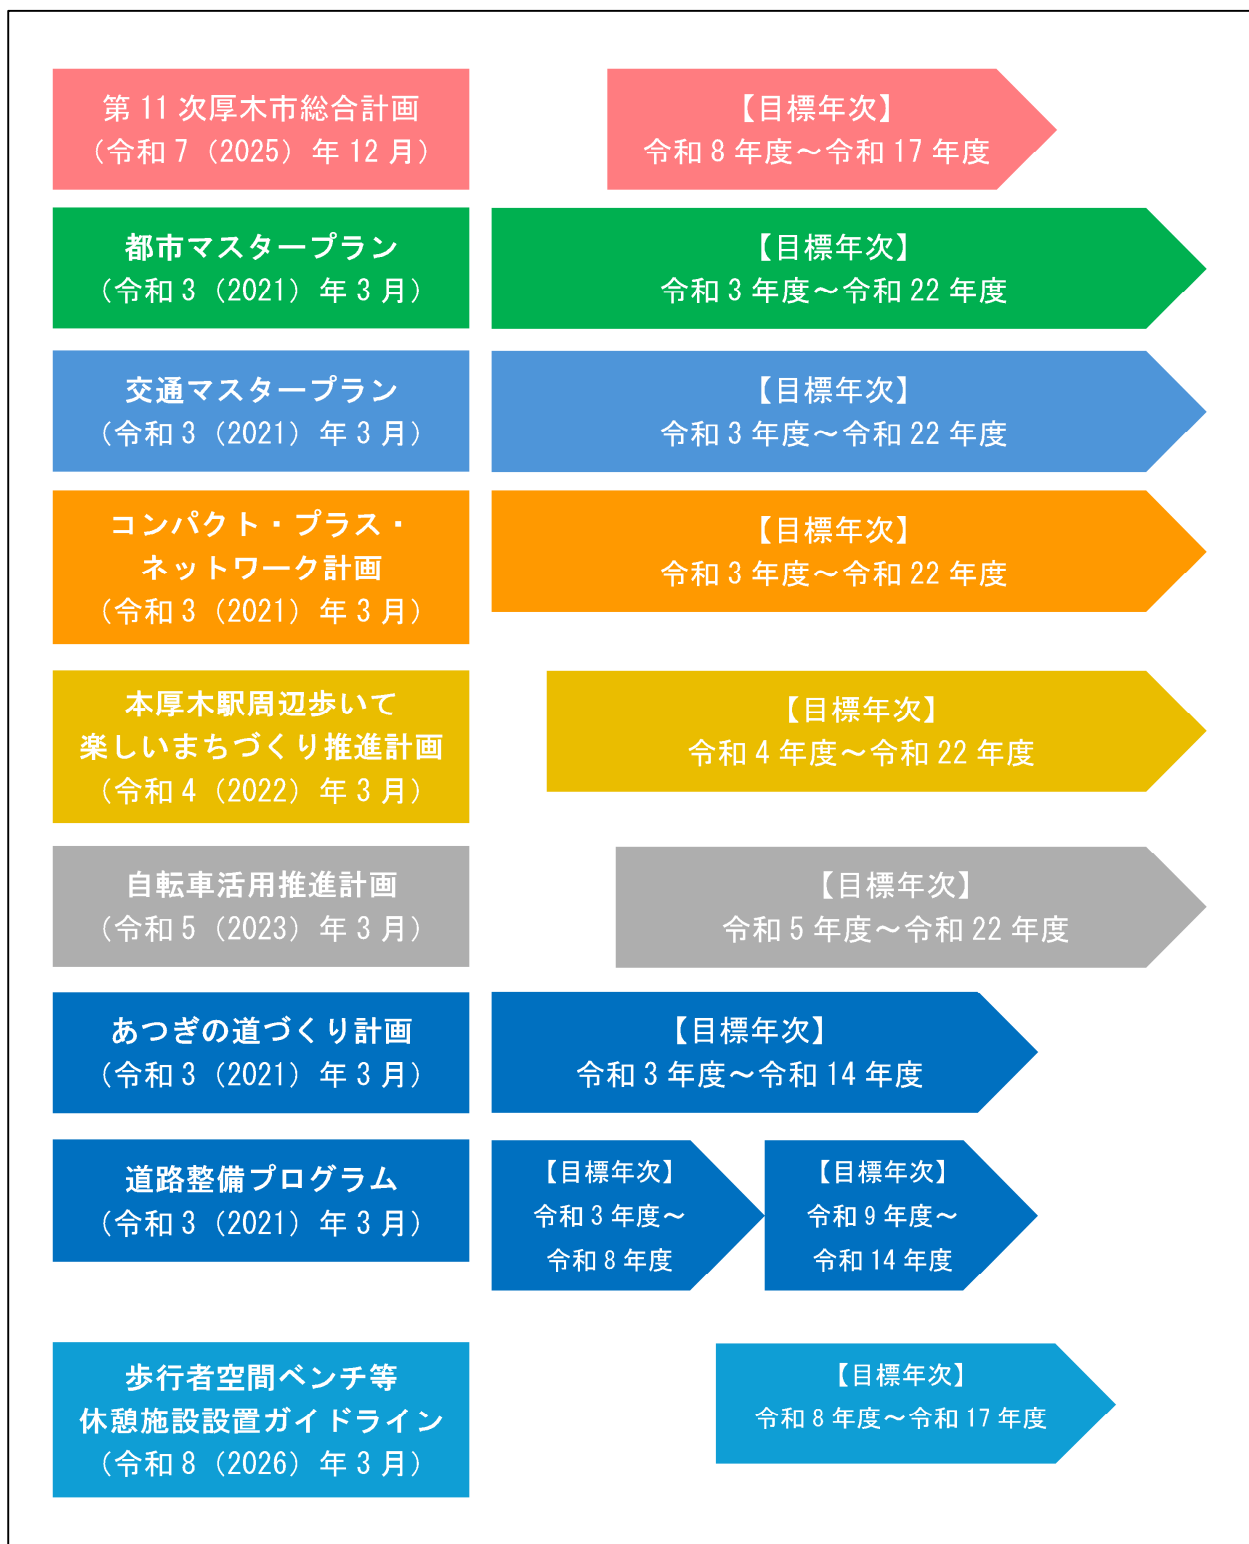 第 11 次厚木市総合計画
（令和 7（2025）年 12 月）
【目標年次】
令和 8 年度～令和 17 年度
都市マスタープラン
（令和 3（2021）年 3 月）
【目標年次】
令和 3 年度～令和 22 年度
交通マスタープラン
（令和 3（2021）年 3 月）
【目標年次】
令和 3 年度～令和 22 年度
コンパクト・プラス・
ネットワーク計画
（令和 3（2021）年 3 月）
【目標年次】
令和 3 年度～令和 22 年度
本厚木駅周辺歩いて
楽しいまちづくり推進計画
（令和 4（2022）年 3 月）
【目標年次】
令和 4 年度～令和 22 年度
自転車活用推進計画
（令和 5（2023）年 3 月）
【目標年次】
令和 5 年度～令和 22 年度
あつぎの道づくり計画
（令和 3（2021）年 3 月）
【目標年次】
令和 3 年度～令和 14 年度
道路整備プログラム
（令和 3（2021）年 3 月）
【目標年次】
令和 3 年度～
令和 8 年度
【目標年次】
令和 9 年度～
令和 14 年度
歩行者空間ベンチ等
休憩施設設置ガイドライン
（令和 8（2026）年 3 月）
【目標年次】
令和 8 年度～令和 17 年度